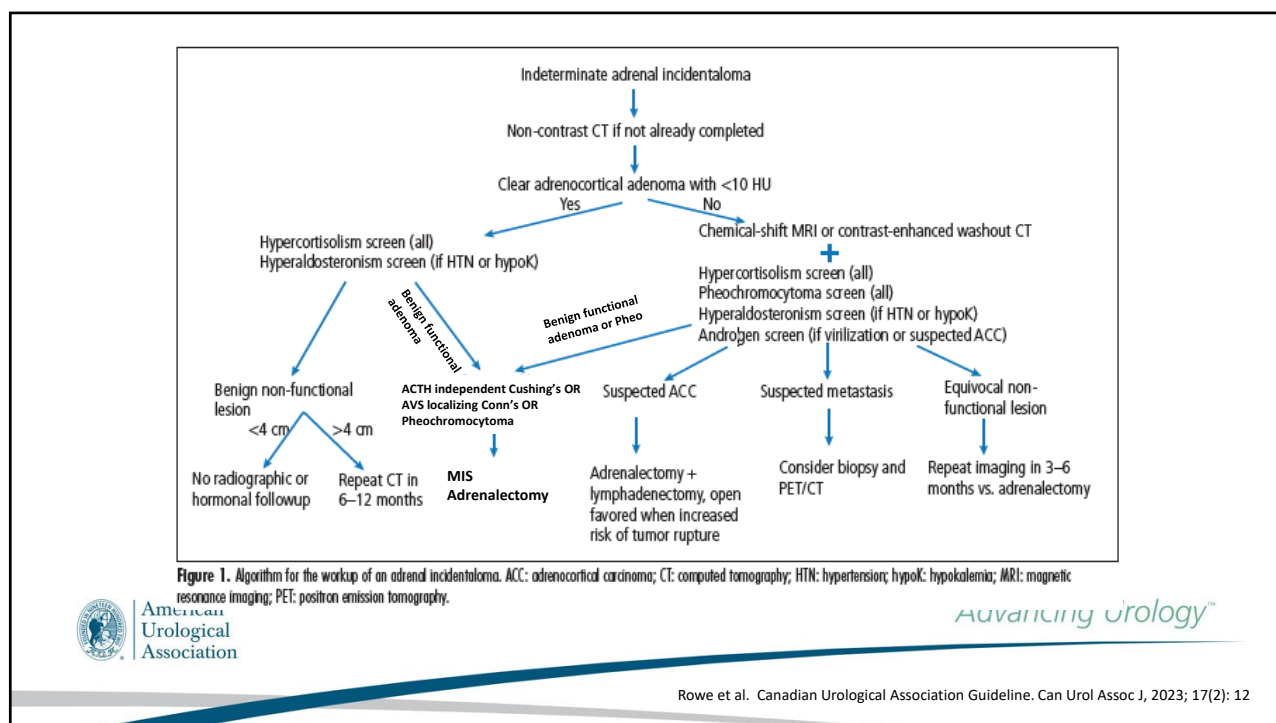 Indeterminate adrenal incidentaloma
Non-contrast CT if not already completed
Clear adrenocortical adenoma with <10 HU
Yes
No
Chemical-shift MRI or contrast-enhanced washout CT
+
Hypercortisolism screen (all)
Hyperaldosteronism screen (if HTN or hypoK)
Hypercortisolism screen (all)
Pheochromocytoma screen (all)
Hyperaldosteronism screen (if HTN or hypoK)
Androgen screen (if virilization or suspected ACC)
Benign functional
adenoma
Benign functional
adenoma or Pheo
Benign non-functional
lesion
<4 cm
>4 cm
ACTH independent Cushing's OR
AVS localizing Conn's OR
Pheochromocytoma
Suspected ACC
Suspected metastasis
Equivocal non-
functional lesion
No radiographic or
hormonal followup
Repeat CT in
6–12 months
MIS
Adrenalectomy
Adrenalectomy +
lymphadenectomy, open
favored when increased
risk of tumor rupture
Consider biopsy and
PET/CT
Repeat imaging in 3–6
months vs. adrenalectomy
Figure 1. Algorithm for the workup of an adrenal incidentaloma. ACC: adrenocortical carcinoma; CT: computed tomography; HTN: hypertension; hypoK: hypokalemia; MRI: magnetic
resonance imaging; PET: positron emission tomography.
American
Urological
Association
Advancing Urology™
Rowe et al. Canadian Urological Association Guideline. Can Urol Assoc J, 2023; 17(2): 12